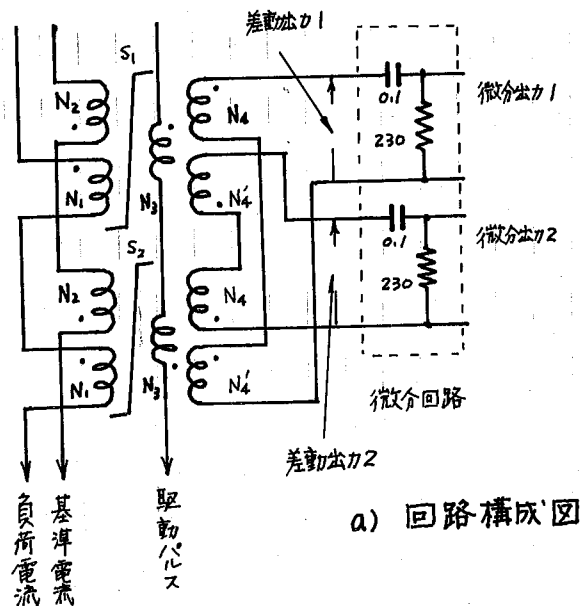 差動出力1
S₁
N₂
N₄
0.1
微分出力1
230
N₁
N₃
N₄'
S₂
0.1
微分出力2
N₂
N₄
230
N₁
N₃
N₄'
微分回路
差動出力2
負荷電流
基準電流
駆動パルス
a) 回路構成図